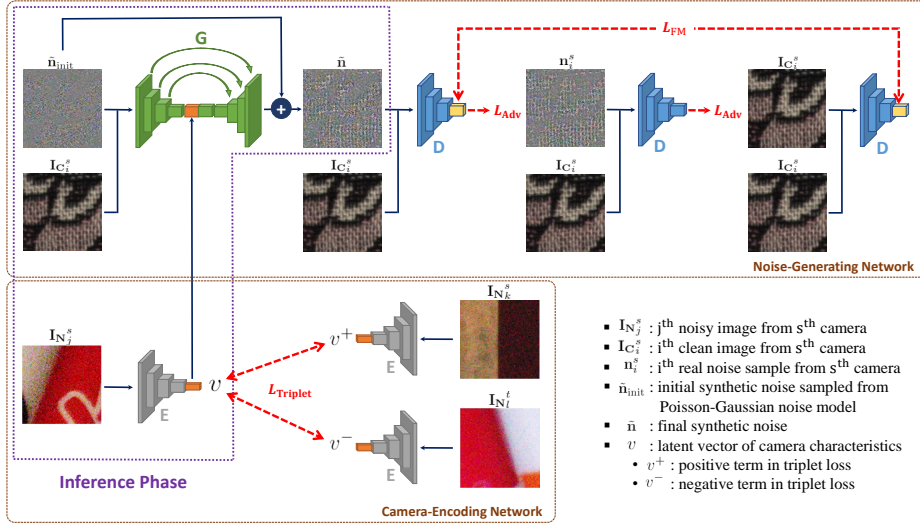 L_FM
G
ñ_init
ñ
n_i^s
I_C_i^s
+
L_Adv
L_Adv
D
D
D
I_C_i^s
I_C_i^s
I_C_i^s
I_C_i^s
Noise-Generating Network
I_N_j^s
E
v
L_Triplet
v^+
E
I_N_k^s
v^-
E
I_N_l^t
Inference Phase
Camera-Encoding Network
▪ I_N_j^s : j^th noisy image from s^th camera
▪ I_C_i^s : i^th clean image from s^th camera
▪ n_i^s : i^th real noise sample from s^th camera
▪ ñ_init : initial synthetic noise sampled from
Poisson-Gaussian noise model
▪ ñ : final synthetic noise
▪ v : latent vector of camera characteristics
• v^+ : positive term in triplet loss
• v^- : negative term in triplet loss